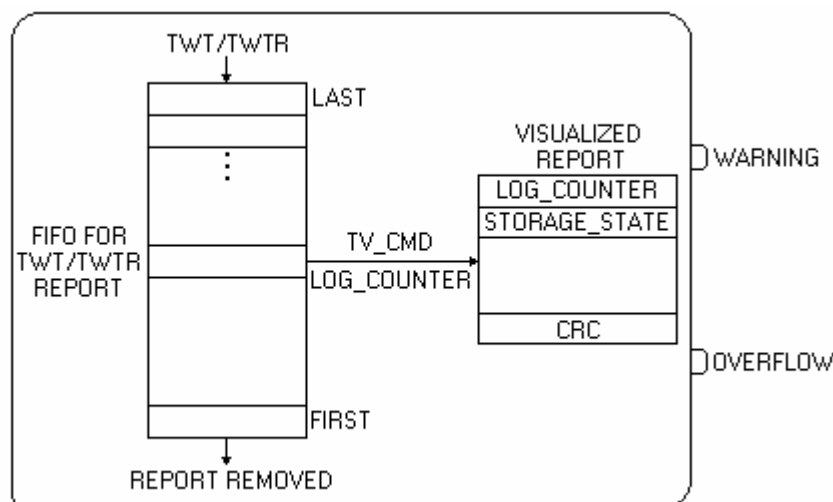 TWT/TWTR
LAST
VISUALIZED
REPORT
WARNING
LOG_COUNTER
STORAGE_STATE
FIFO FOR
TWT/TWTR
REPORT
TV_CMD
LOG_COUNTER
CRC
OVERFLOW
FIRST
REPORT REMOVED